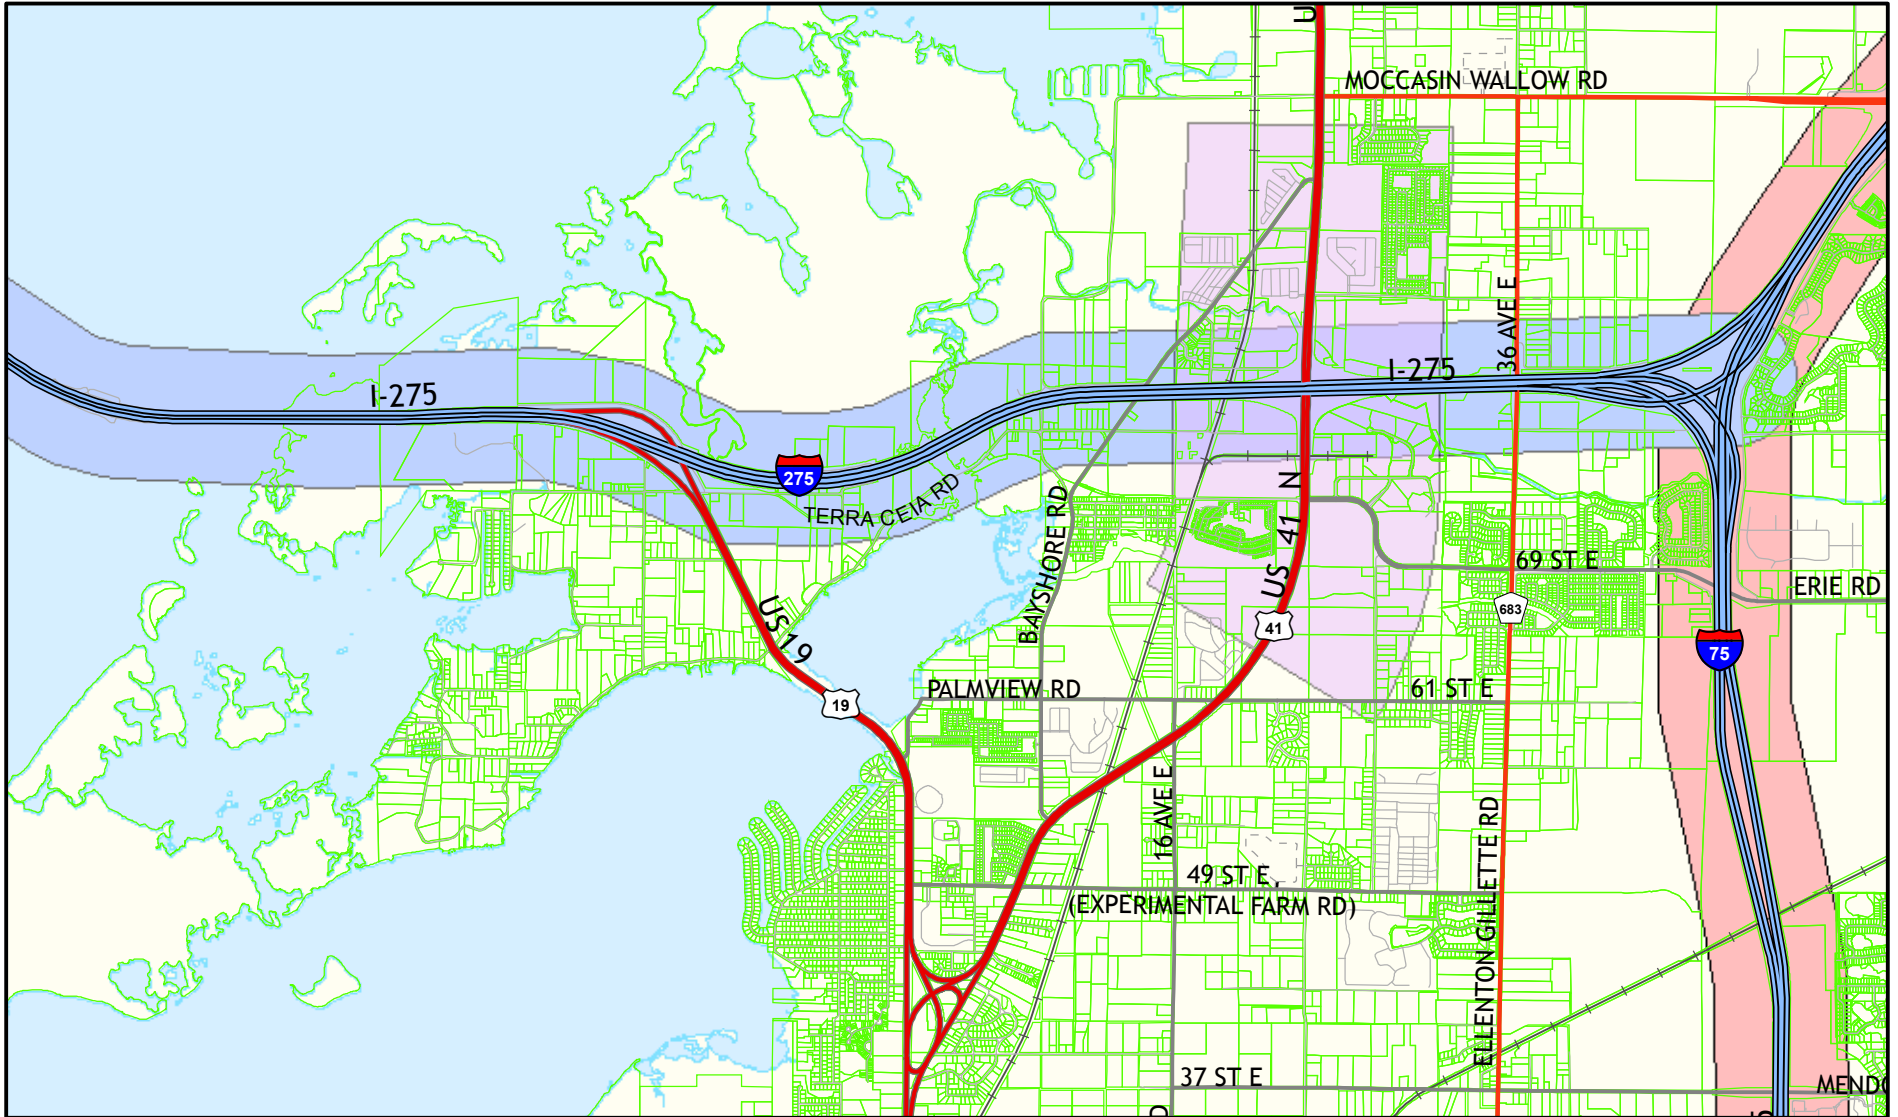 U
MOCCASIN WALLOW RD
36 AVE E
I-275
I-275
275
TERRA CEIA RD
BAYSHORE RD
US 41 N
69 ST E
ERIE RD
683
41
US 19
75
PALMVIEW RD
61 ST E
19
16 AVE E
49 ST E,
(EXPERIMENTAL FARM RD)
ELLENTON GILLETTE RD
37 ST E
MEND
D